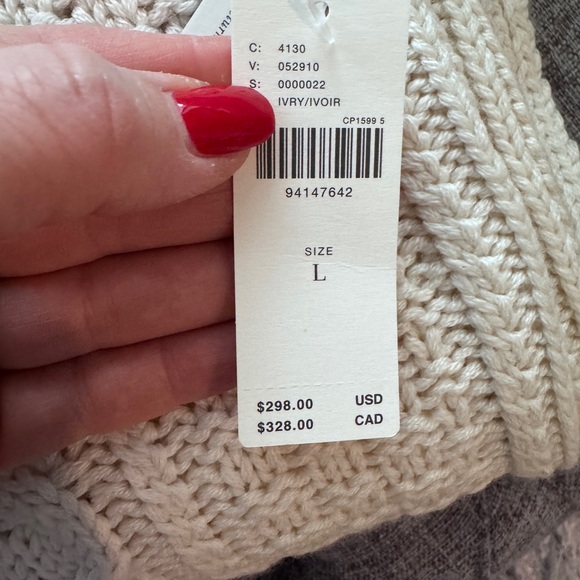 C: 4130
V: 052910
S: 0000022
IVRY/IVOIR
CP1599 5
94147642
SIZE
L
$298.00 USD
$328.00 CAD